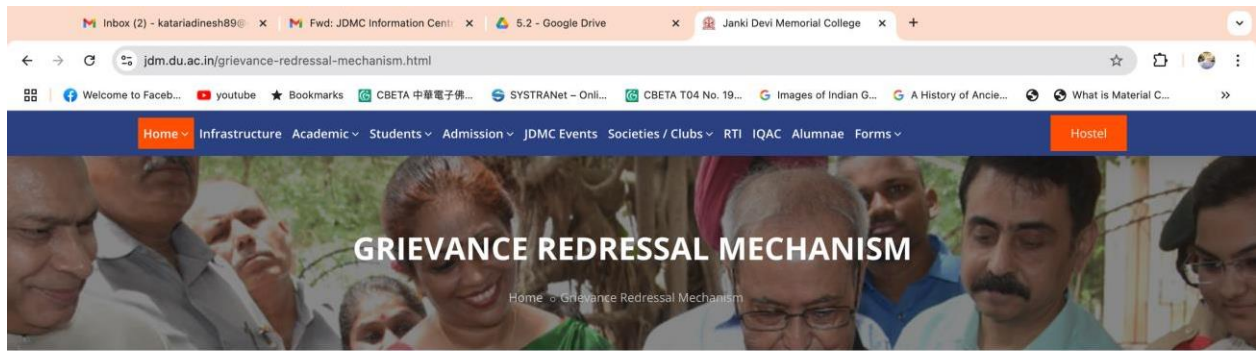 Inbox (2) - katariadinesh89@
Fwd: JDMC Information Cent
5.2 - Google Drive
Janki Devi Memorial College
jdm.du.ac.in/grievance-redressal-mechanism.html
Welcome to Faceb...
youtube
Bookmarks
CBETA 中華電子佛...
SYSTRANet – Onli...
CBETA T04 No. 19...
Images of Indian G...
A History of Ancie...
What is Material C...
Home Infrastructure Academic Students Admission JDMC Events Societies / Clubs RTI IQAC Alumnae Forms Hostel
GRIEVANCE REDRESSAL MECHANISM
Home Grievance Redressal Mechanism